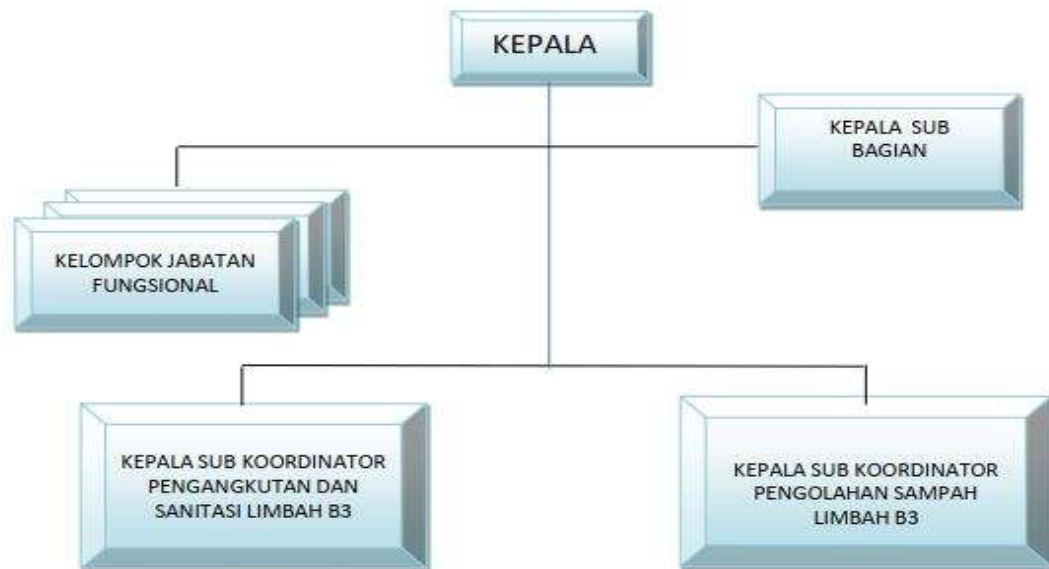 KEPALA
KEPALA SUB
BAGIAN
KELOMPOK JABATAN
FUNGSIONAL
KEPALA SUB KOORDINATOR
PENGANGKUTAN DAN
SANITASI LIMBAH B3
KEPALA SUB KOORDINATOR
PENGOLAHAN SAMPAH
LIMBAH B3